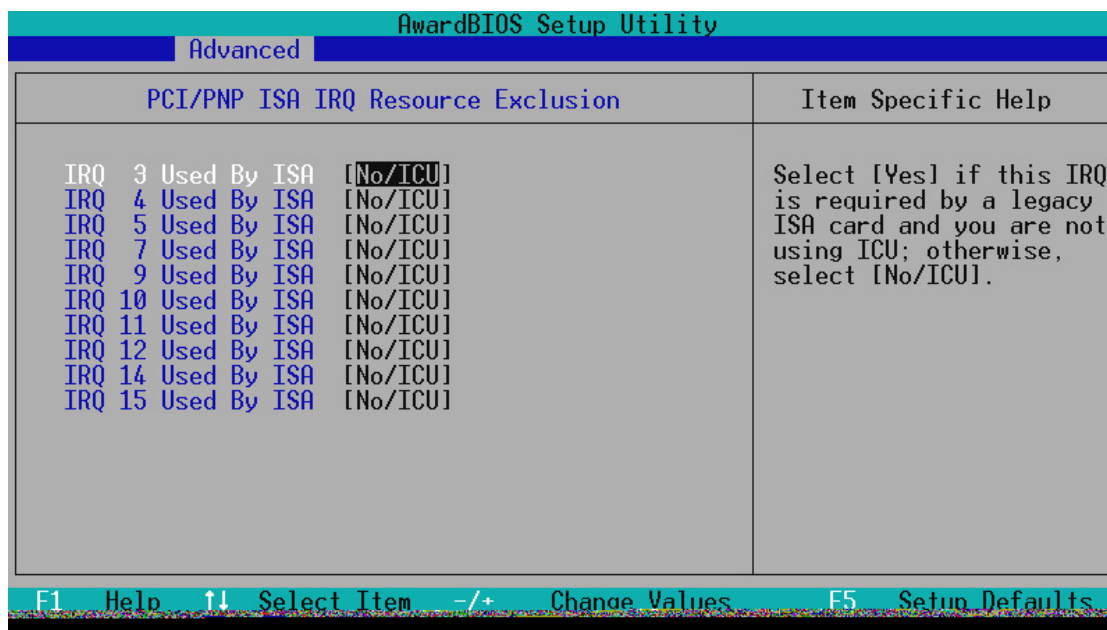 AwardBIOS Setup Utility
Advanced
PCI/PNP ISA IRQ Resource Exclusion
IRQ 3 Used By ISA [No/ICU]
IRQ 4 Used By ISA [No/ICU]
IRQ 5 Used By ISA [No/ICU]
IRQ 7 Used By ISA [No/ICU]
IRQ 9 Used By ISA [No/ICU]
IRQ 10 Used By ISA [No/ICU]
IRQ 11 Used By ISA [No/ICU]
IRQ 12 Used By ISA [No/ICU]
IRQ 14 Used By ISA [No/ICU]
IRQ 15 Used By ISA [No/ICU]
Item Specific Help
Select [Yes] if this IRQ
is required by a legacy
ISA card and you are not
using ICU; otherwise,
select [No/ICU].
F1 Help ↑↓ Select Item -/+ Change Values F5 Setup Defaults